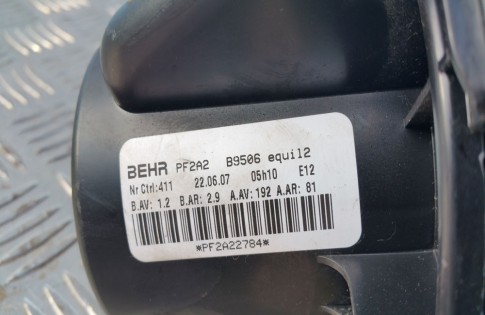 BEHR PF2A2 B9506 equil2
Nr Ctrl:411 22.06.07 05h10 E12
B.AV: 1.2 B.AR: 2.9 A.AV: 192 A.AR: 81
*PF2A22784*